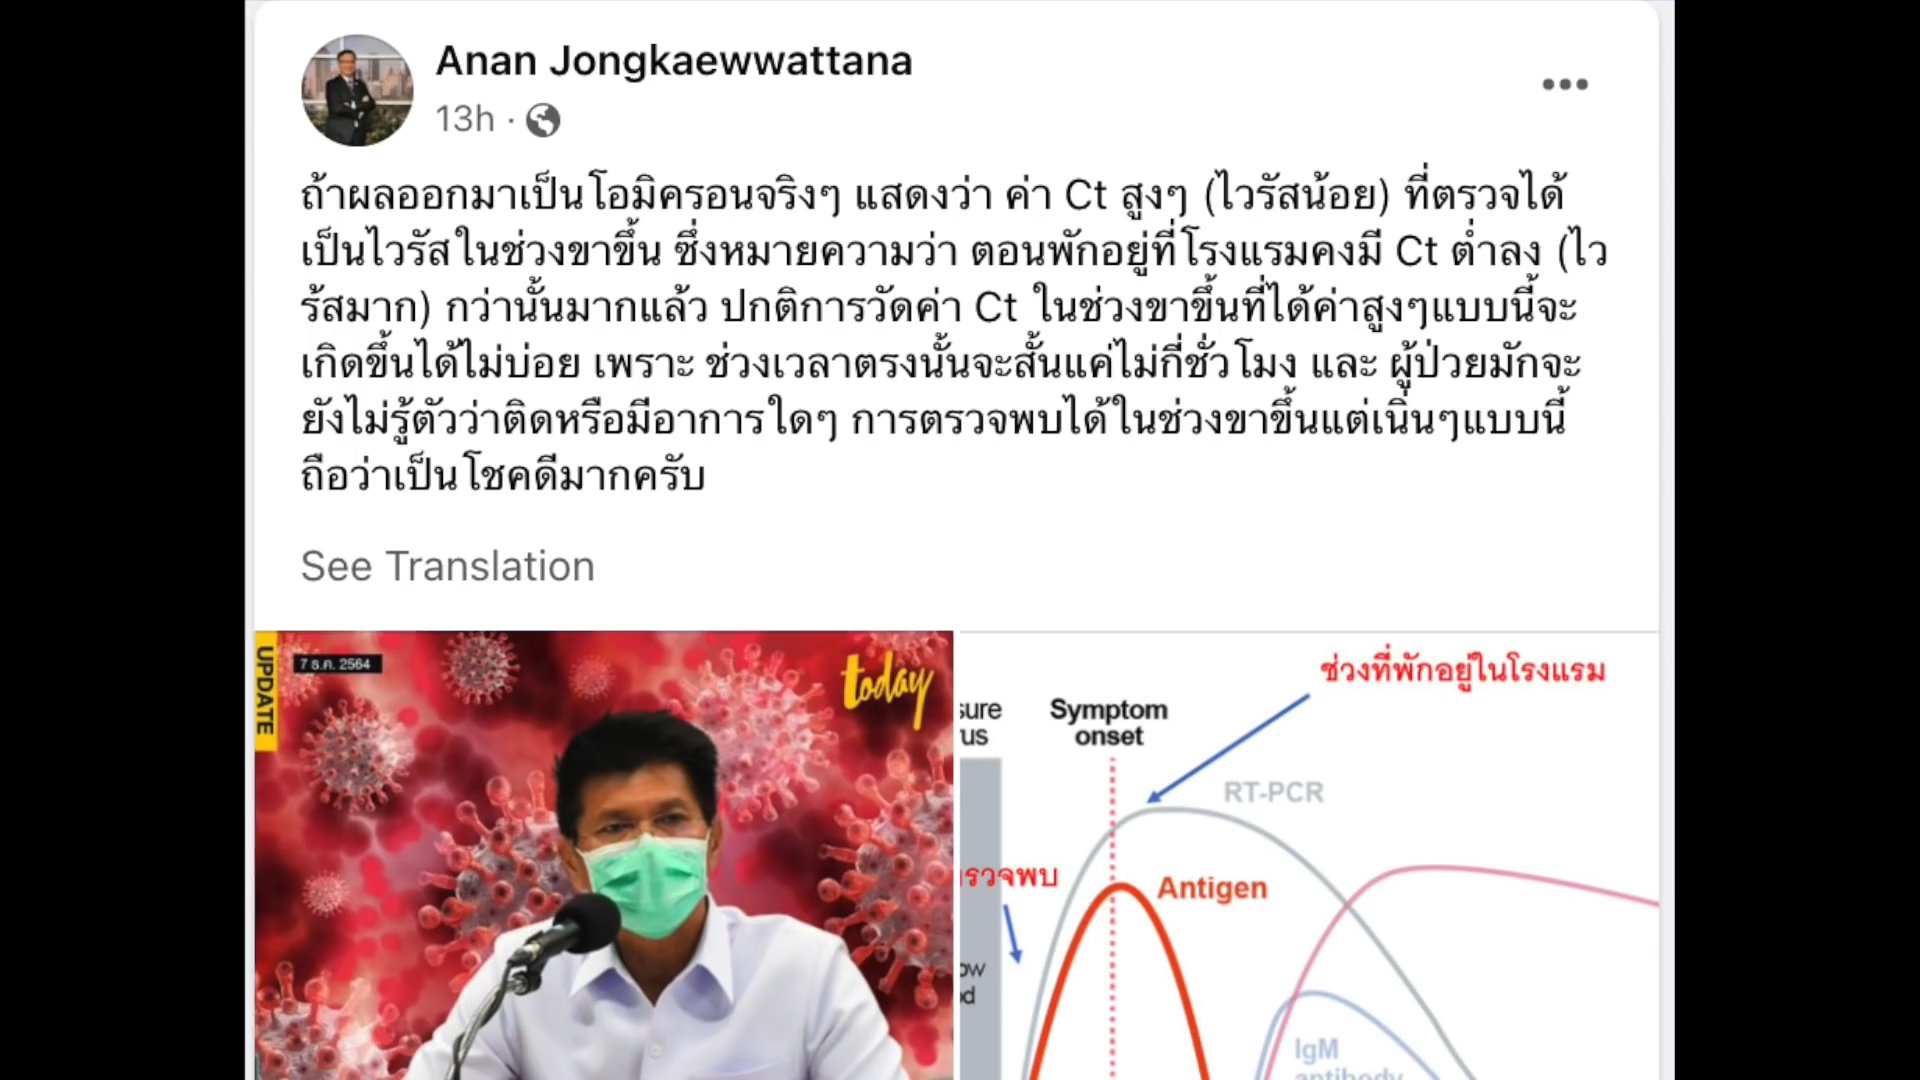 Anan Jongkaewwattana
13h ·
ถ้าผลออกมาเป็นโอมิครอนจริงๆ แสดงว่า ค่า Ct สูงๆ (ไวรัสน้อย) ที่ตรวจได้
เป็นไวรัสในช่วงขาขึ้น ซึ่งหมายความว่า ตอนพักอยู่ที่โรงแรมคงมี Ct ต่ำลง (ไว
รัสมาก) กว่านั้นมากแล้ว ปกติการวัดค่า Ct ในช่วงขาขึ้นที่ได้ค่าสูงๆแบบนี้จะ
เกิดขึ้นได้ไม่บ่อย เพราะ ช่วงเวลาตรงนั้นจะสั้นแค่ไม่กี่ชั่วโมง และ ผู้ป่วยมักจะ
ยังไม่รู้ตัวว่าติดหรือมีอาการใดๆ การตรวจพบได้ในช่วงขาขึ้นแต่เนิ่นๆแบบนี้
ถือว่าเป็นโชคดีมากครับ
See Translation
UPDATE
7 ธ.ค. 2564
today
ช่วงที่พักอยู่ในโรงแรม
sure
us
Symptom
onset
RT-PCR
รวจพบ
Antigen
ow
d
IgM
antibody